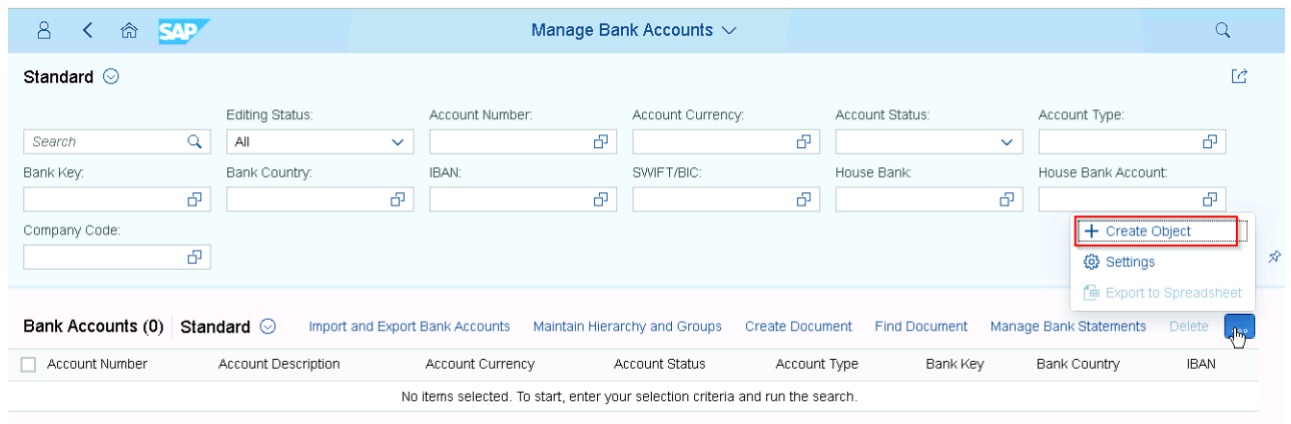 SAP Manage Bank Accounts
Standard
Editing Status: Account Number: Account Currency: Account Status: Account Type:
Search All
Bank Key: Bank Country: IBAN: SWIFT/BIC: House Bank: House Bank Account:
Company Code:
+ Create Object
Settings
Export to Spreadsheet
Bank Accounts (0) Standard Import and Export Bank Accounts Maintain Hierarchy and Groups Create Document Find Document Manage Bank Statements Delete
Account Number Account Description Account Currency Account Status Account Type Bank Key Bank Country IBAN
No items selected. To start, enter your selection criteria and run the search.